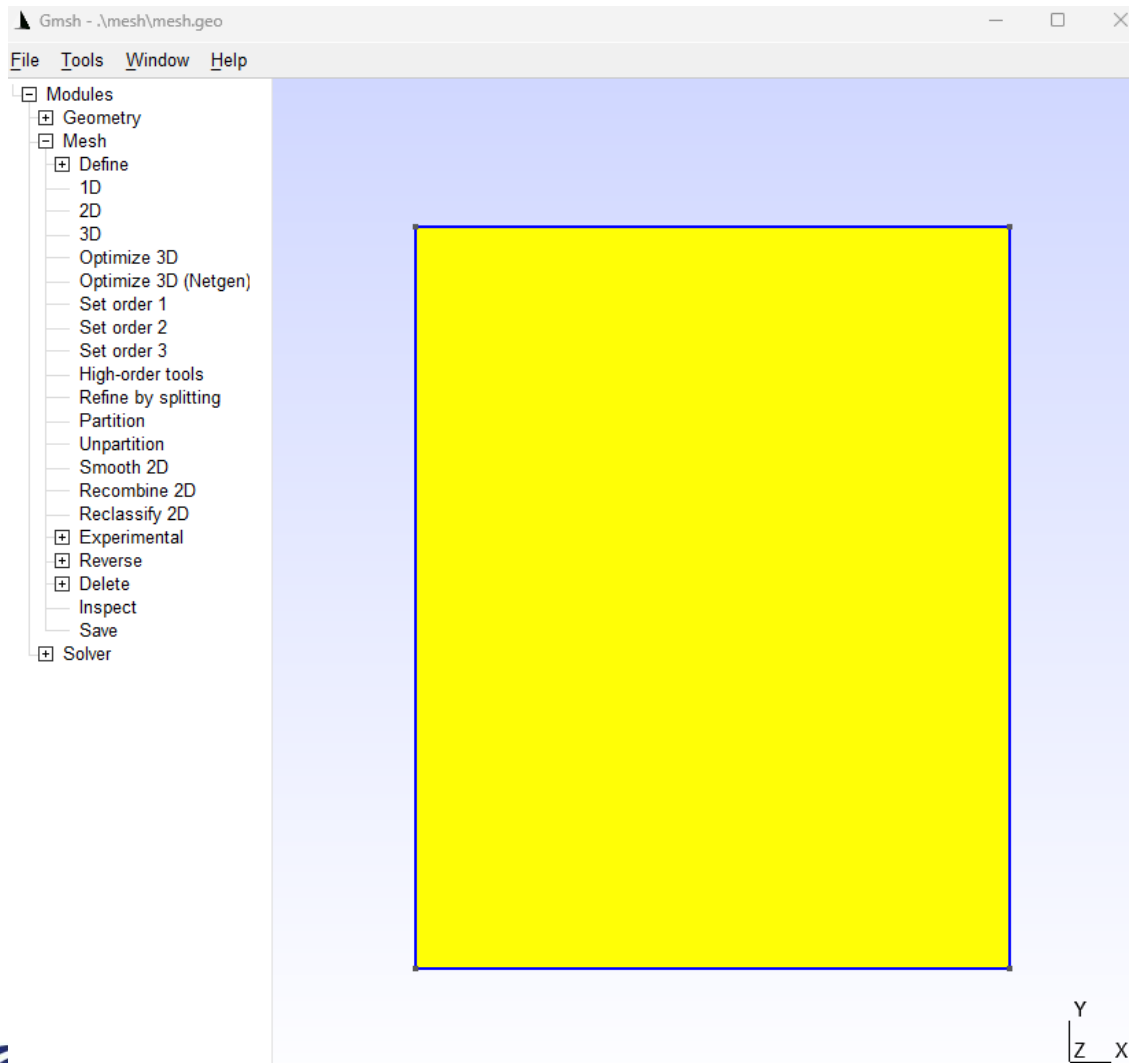 Gmsh - .\mesh\mesh.geo
File Tools Window Help
Modules
Geometry
Mesh
Define
1D
2D
3D
Optimize 3D
Optimize 3D (Netgen)
Set order 1
Set order 2
Set order 3
High-order tools
Refine by splitting
Partition
Unpartition
Smooth 2D
Recombine 2D
Reclassify 2D
Experimental
Reverse
Delete
Inspect
Save
Solver
Y
Z X